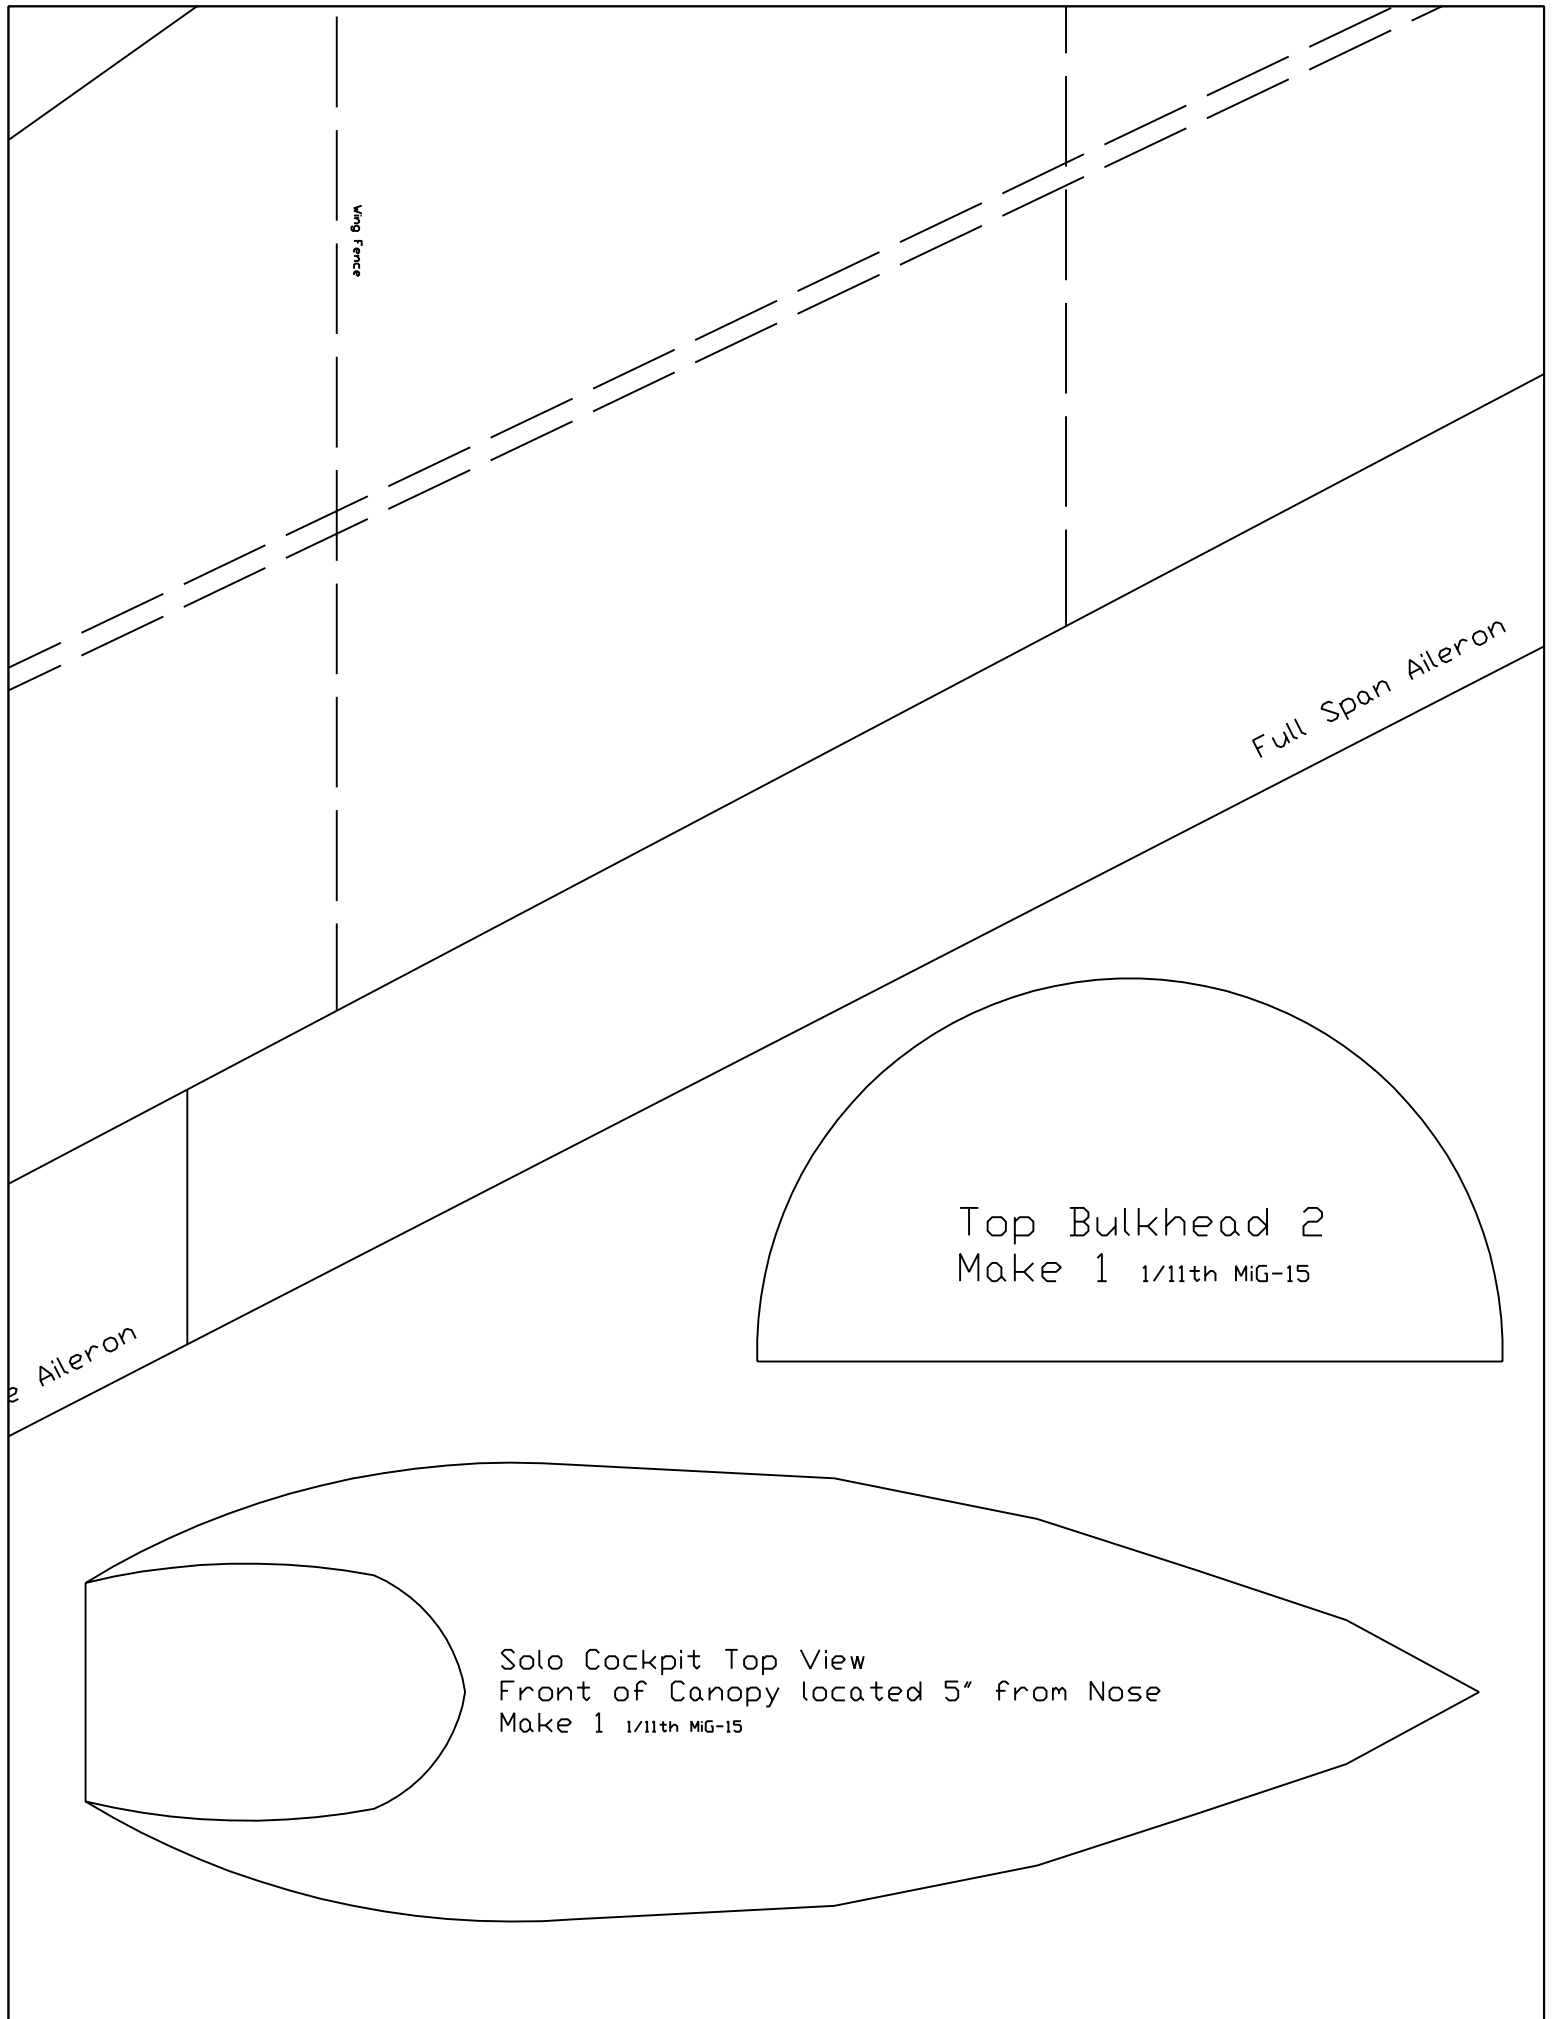 Wing Fence
Full Span Aileron
Top Bulkhead 2
Make 1 1/11th MiG-15
e Aileron
Solo Cockpit Top View
Front of Canopy located 5" from Nose
Make 1 1/11th MiG-15